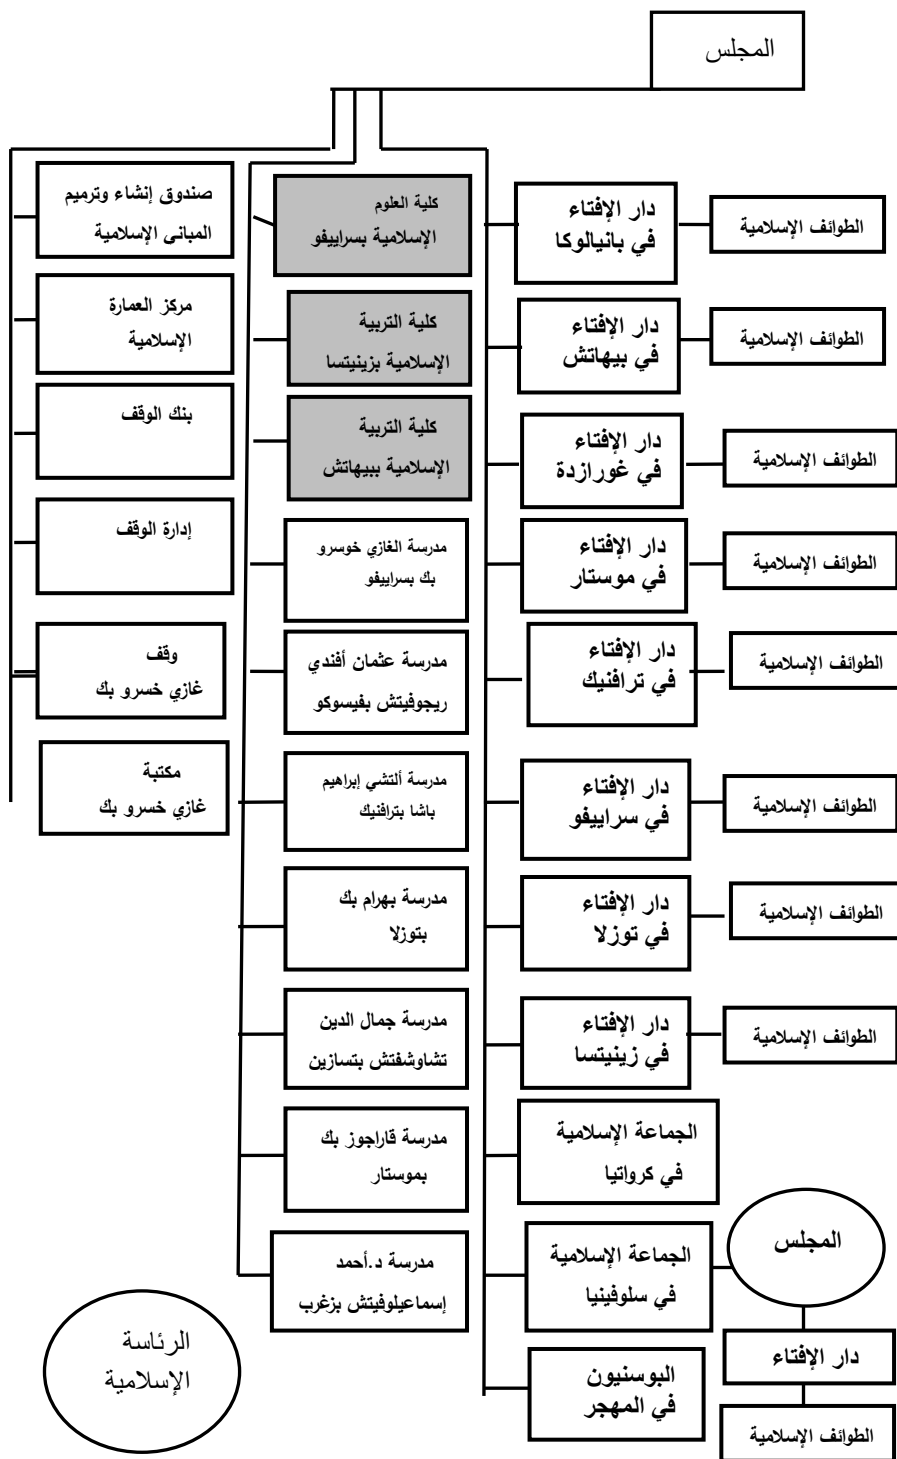 المجلس
دار الإفتاء
في بانيالوكا
الطوائف الإسلامية
دار الإفتاء
في بيهاتش
الطوائف الإسلامية
دار الإفتاء
في غورازدة
الطوائف الإسلامية
دار الإفتاء
في موستار
الطوائف الإسلامية
دار الإفتاء
في ترافنيك
الطوائف الإسلامية
دار الإفتاء
في سراييفو
الطوائف الإسلامية
دار الإفتاء
في توزلا
الطوائف الإسلامية
دار الإفتاء
في زينيتسا
الطوائف الإسلامية
الجماعة الإسلامية
في كرواتيا
الجماعة الإسلامية
في سلوفينيا
المجلس
دار الإفتاء
الطوائف الإسلامية
البوسنيون
في المهجر
كلية العلوم
الإسلامية بسراييفو
كلية التربية
الإسلامية بزينيتسا
كلية التربية
الإسلامية ببيهاتش
مدرسة الغازي خوسرو
بك بسراييفو
مدرسة عثمان أفندي
ريجوفيتش بفيسوكو
مدرسة ألتشي إبراهيم
باشا بترافنيك
مدرسة بهرام بك
بتوزلا
مدرسة جمال الدين
تشاوشفتش بتسازين
مدرسة قاراجوز بك
بموستار
مدرسة د.أحمد
إسماعيلوفيتش بزغرب
صندوق إنشاء وترميم
المبانى الإسلامية
مركز العمارة
الإسلامية
بنك الوقف
إدارة الوقف
وقف
غازي خسرو بك
مكتبة
غازي خسرو بك
الرئاسة
الإسلامية